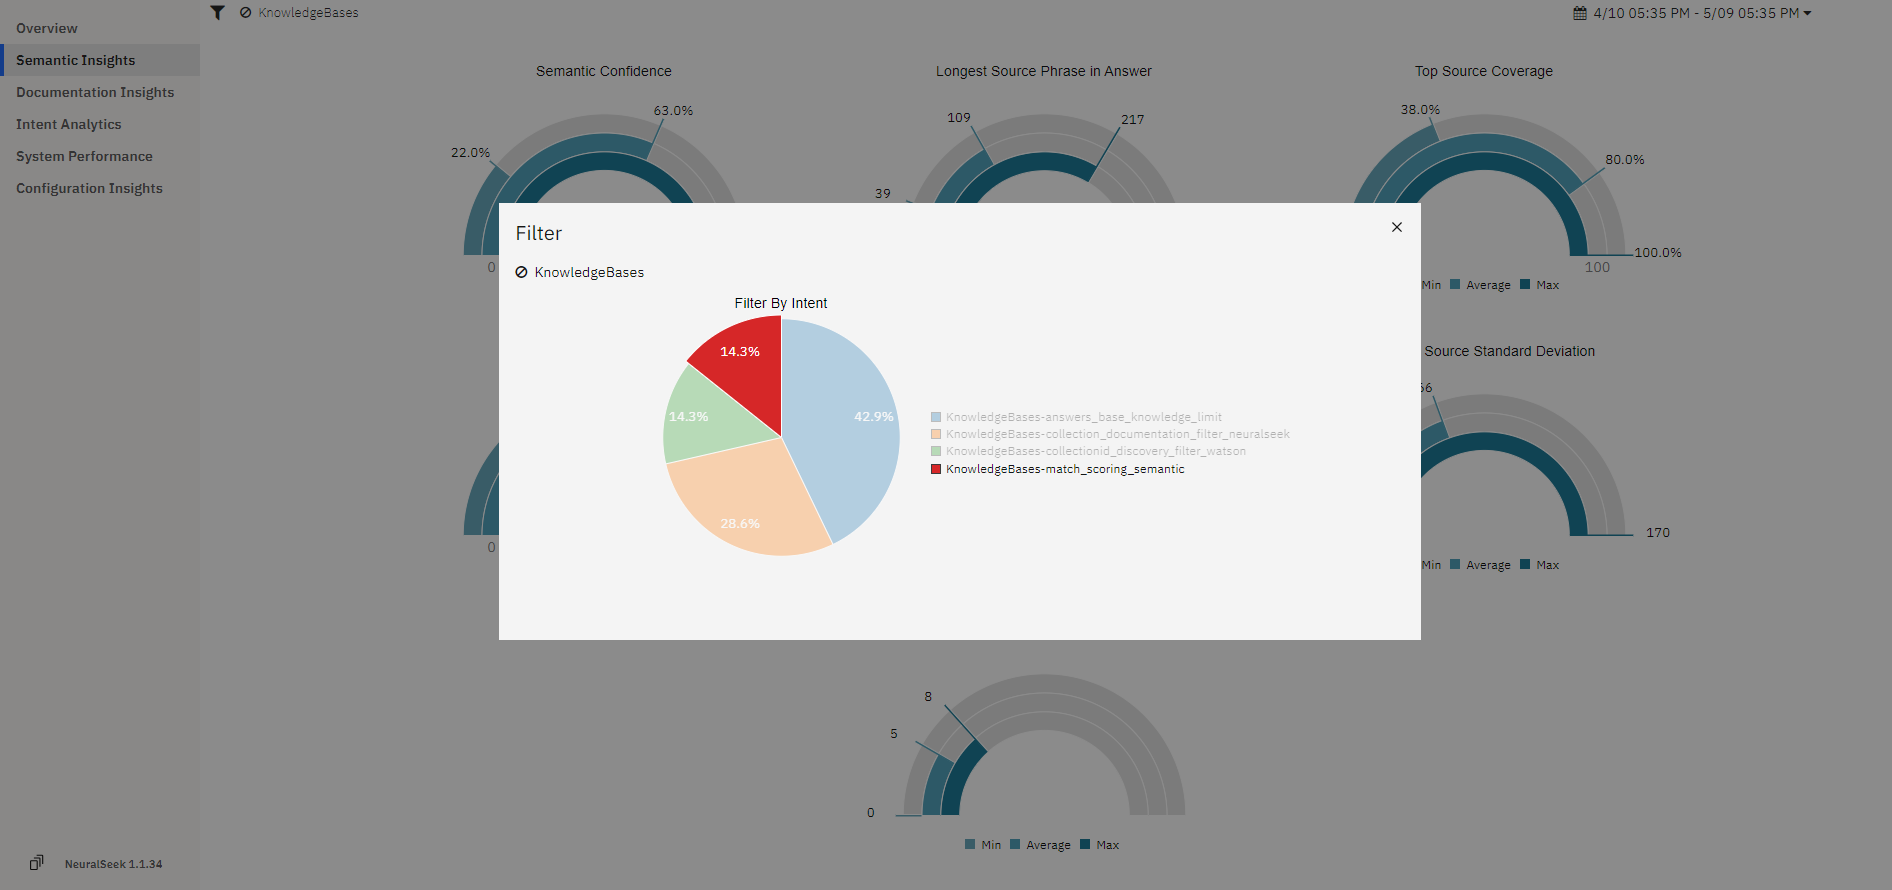 Overview
Semantic Insights
Documentation Insights
Intent Analytics
System Performance
Configuration Insights
NeuralSeek 1.1.34
KnowledgeBases
4/10 05:35 PM - 5/09 05:35 PM
Semantic Confidence
22.0%
63.0%
0
Longest Source Phrase in Answer
39
109
217
Top Source Coverage
38.0%
80.0%
100.0%
100
Min Average Max
Filter
KnowledgeBases
Filter By Intent
14.3%
42.9%
14.3%
28.6%
KnowledgeBases-answers_base_knowledge_limit
KnowledgeBases-collection_documentation_filter_neuralseek
KnowledgeBases-collectionid_discovery_filter_watson
KnowledgeBases-match_scoring_semantic
0
Source Standard Deviation
170
Min Average Max
8
5
0
Min Average Max